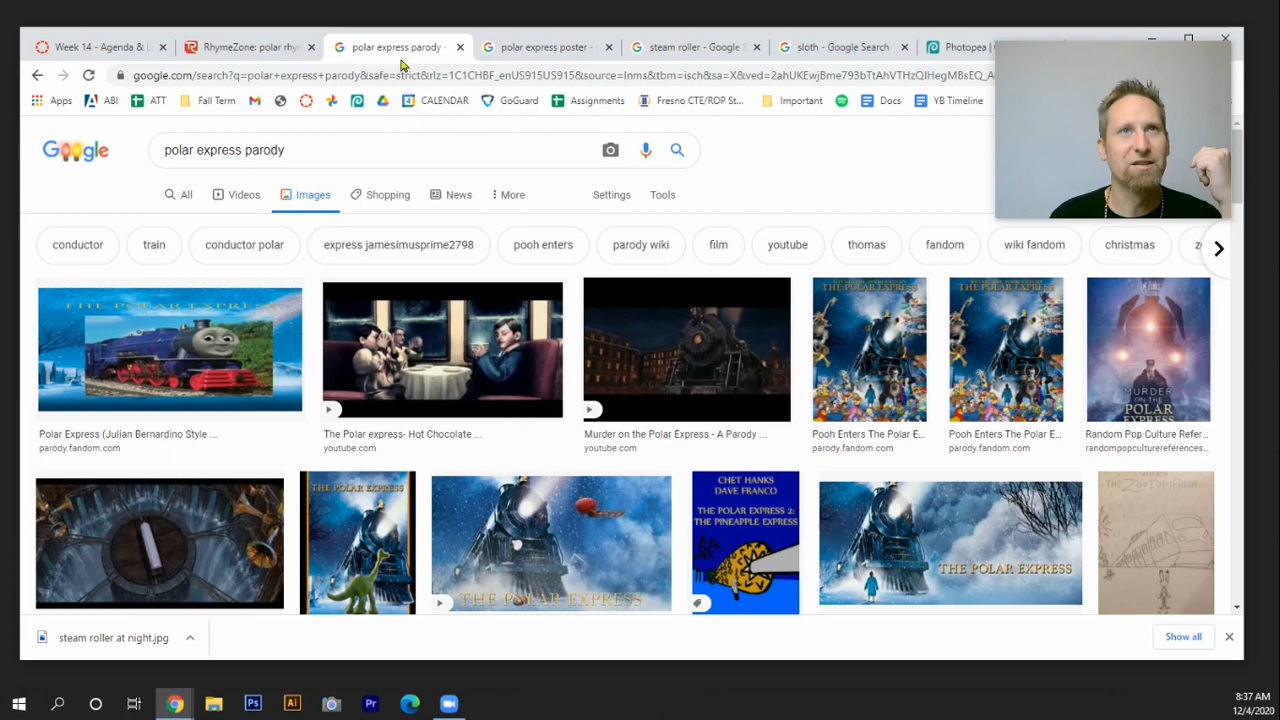 Week 14 - Agenda & L
RhymeZone: polar rhy
polar express parody -
polar express poster -
steam roller - Google S
sloth - Google Search
Photopea |
google.com/search?q=polar+express+parody&safe=strict&rlz=1C1CHBF_enUS915US915&source=lnms&tbm=isch&sa=X&ved=2ahUKEwjBme793bTtAhVTHzQIHegMBsEQ_A
Apps
ABI
ATT
Fall Term
CALENDAR
GoGuard
Assignments
Fresno CTE/ROP St...
Important
Docs
YB Timeline
Google
polar express parody
All
Videos
Images
Shopping
News
More
Settings
Tools
conductor
train
conductor polar
express jamesimusprime2798
pooh enters
parody wiki
film
youtube
thomas
fandom
wiki fandom
christmas
THE POLAR EXPRESS
THE POLAR EXPRESS
THE POLAR EXPRESS
MURDER
ON THE
POLAR
EXPRESS
Polar Express (Julian Bernardino Style ...
parody.fandom.com
The Polar express- Hot Chocolate ...
youtube.com
Murder on the Polar Express - A Parody ...
youtube.com
Pooh Enters The Polar E...
parody.fandom.com
Pooh Enters The Polar E...
parody.fandom.com
Random Pop Culture Refer...
randompopculturereferences...
THE POLAR EXPRESS
THE POLAR EXPRESS
CHET HANKS
DAVE FRANCO
THE POLAR EXPRESS 2:
THE PINEAPPLE EXPRESS
THE POLAR EXPRESS
steam roller at night.jpg
Show all
8:37 AM
12/4/2020